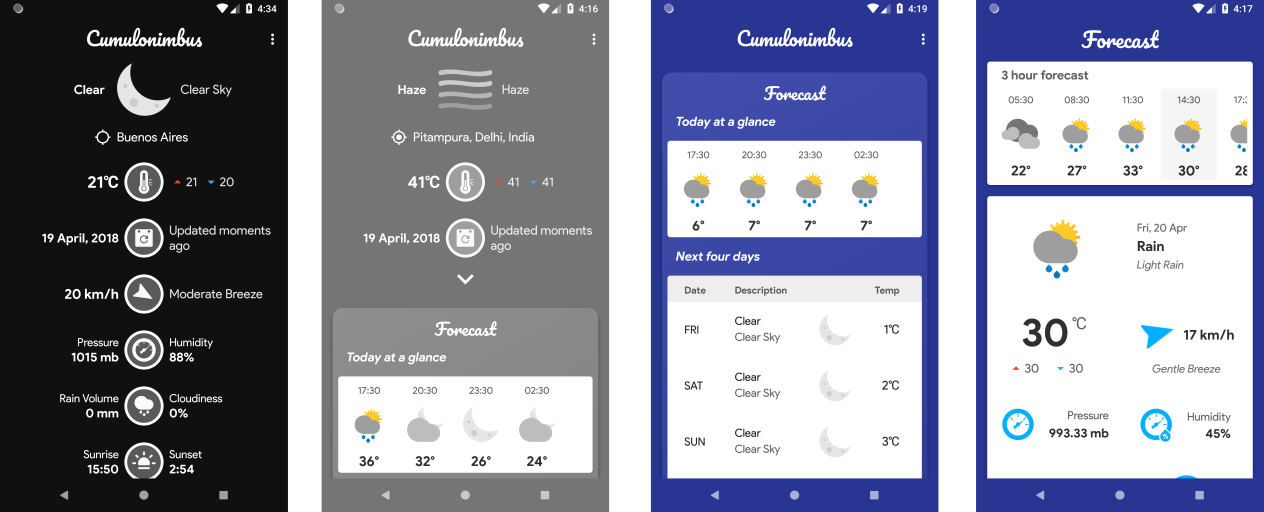 4:34
Cumulonimbus
Clear Clear Sky
Buenos Aires
21℃ 21 20
19 April, 2018 Updated moments
ago
20 km/h Moderate Breeze
Pressure Humidity
1015 mb 88%
Rain Volume Cloudiness
0 mm 0%
Sunrise Sunset
15:50 2:54
4:16
Cumulonimbus
Haze Haze
Pitampura, Delhi, India
41℃ 41 41
19 April, 2018 Updated moments
ago
Forecast
Today at a glance
17:30 20:30 23:30 02:30
36° 32° 26° 24°
4:19
Cumulonimbus
Forecast
Today at a glance
17:30 20:30 23:30 02:30
6° 7° 7° 7°
Next four days
Date Description Temp
FRI Clear 1℃
Clear Sky
SAT Clear 2℃
Clear Sky
SUN Clear 3℃
Clear Sky
4:17
Forecast
3 hour forecast
05:30 08:30 11:30 14:30 17:
22° 27° 33° 30° 28
Fri, 20 Apr
Rain
Light Rain
30 ℃ 17 km/h
30 30 Gentle Breeze
Pressure Humidity
993.33 mb 45%